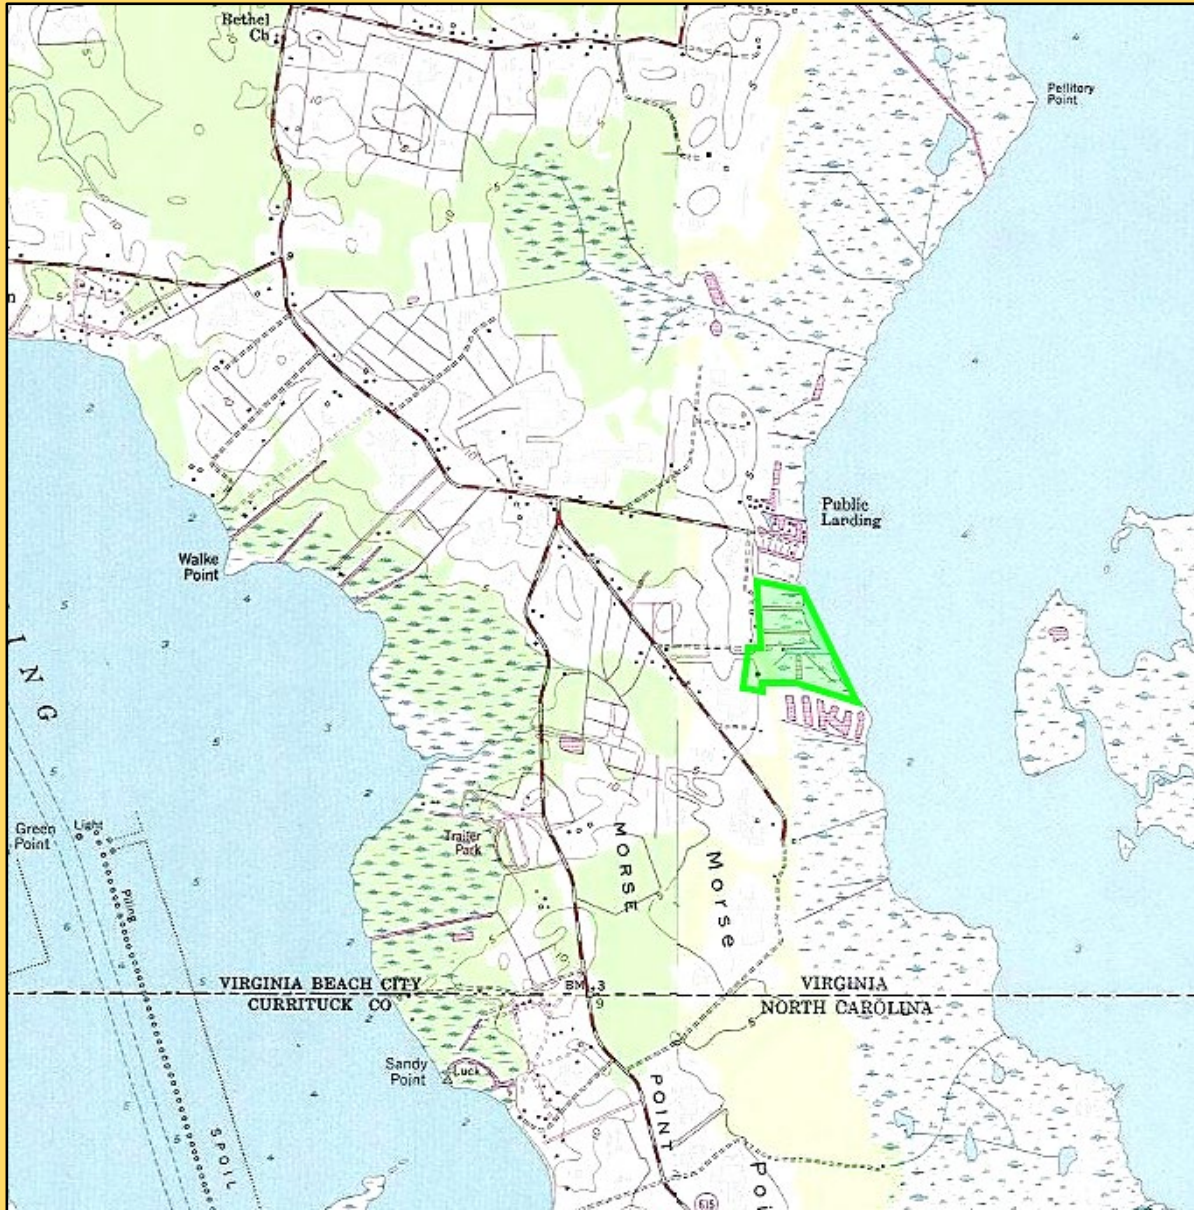 Bethel
Ch
Pellitory
Point
Public
Landing
Walke
Point
I N G
Green
Point
Light
Piling
Trailer
Park
MORSE
Morse
VIRGINIA BEACH CITY
CURRITUCK CO
BM
3
VIRGINIA
NORTH CAROLINA
Sandy
Point
Luck
SPOIL
POINT
Poi
615